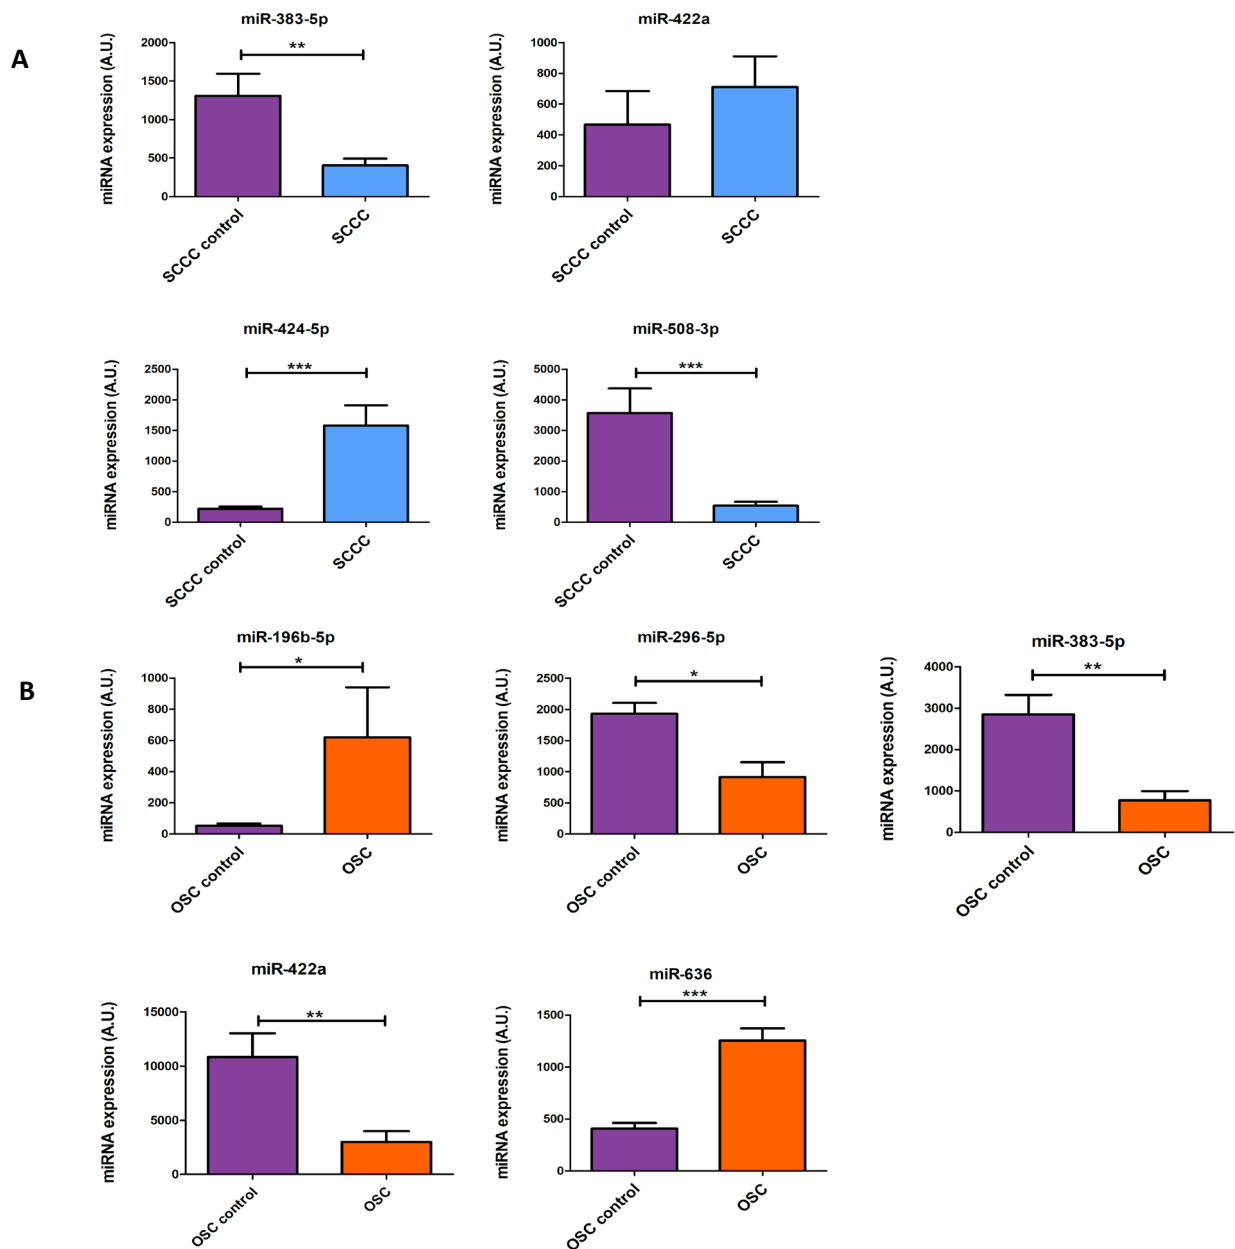 A
miR-383-5p
miRNA expression (A.U.)
2000
1500
1000
500
0
**
SCCC control
SCCC
miR-422a
miRNA expression (A.U.)
1000
800
600
400
200
0
SCCC control
SCCC
miR-424-5p
miRNA expression (A.U.)
2500
2000
1500
1000
500
0
***
SCCC control
SCCC
miR-508-3p
miRNA expression (A.U.)
5000
4000
3000
2000
1000
0
***
SCCC control
SCCC
B
miR-196b-5p
miRNA expression (A.U.)
1000
800
600
400
200
0
*
OSC control
OSC
miR-296-5p
miRNA expression (A.U.)
2500
2000
1500
1000
500
0
*
OSC control
OSC
miR-383-5p
miRNA expression (A.U.)
4000
3000
2000
1000
0
**
OSC control
OSC
miR-422a
miRNA expression (A.U.)
15000
10000
5000
0
**
OSC control
OSC
miR-636
miRNA expression (A.U.)
1500
1000
500
0
***
OSC control
OSC